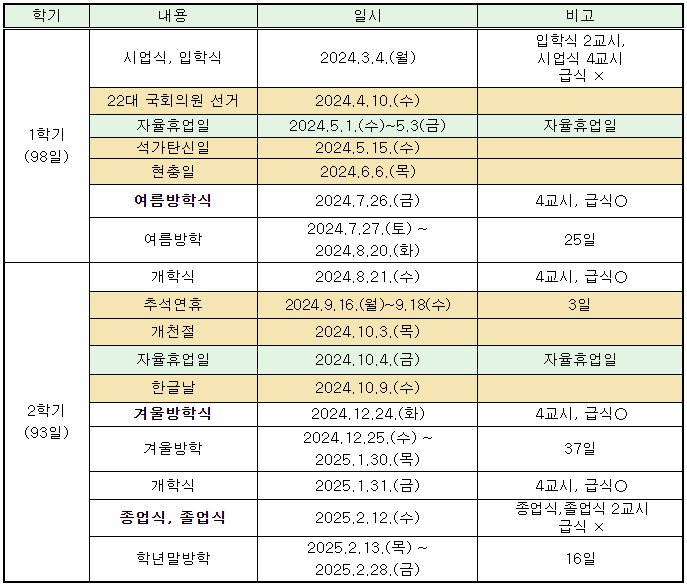 학기 내용 일시 비고
1학기
(98일)
시업식, 입학식 2024.3.4.(월) 입학식 2교시,
시업식 4교시
급식 ×
22대 국회의원 선거 2024.4.10.(수)
자율휴업일 2024.5.1.(수)~5.3(금) 자율휴업일
석가탄신일 2024.5.15.(수)
현충일 2024.6.6.(목)
여름방학식 2024.7.26.(금) 4교시, 급식○
여름방학 2024.7.27.(토) ~
2024.8.20.(화) 25일
2학기
(93일)
개학식 2024.8.21.(수) 4교시, 급식○
추석연휴 2024.9.16.(월)~9.18(수) 3일
개천절 2024.10.3.(목)
자율휴업일 2024.10.4.(금) 자율휴업일
한글날 2024.10.9.(수)
겨울방학식 2024.12.24.(화) 4교시, 급식○
겨울방학 2024.12.25.(수) ~
2025.1.30.(목) 37일
개학식 2025.1.31.(금) 4교시, 급식○
종업식, 졸업식 2025.2.12.(수) 종업식,졸업식 2교시
급식 ×
학년말방학 2025.2.13.(목) ~
2025.2.28.(금) 16일